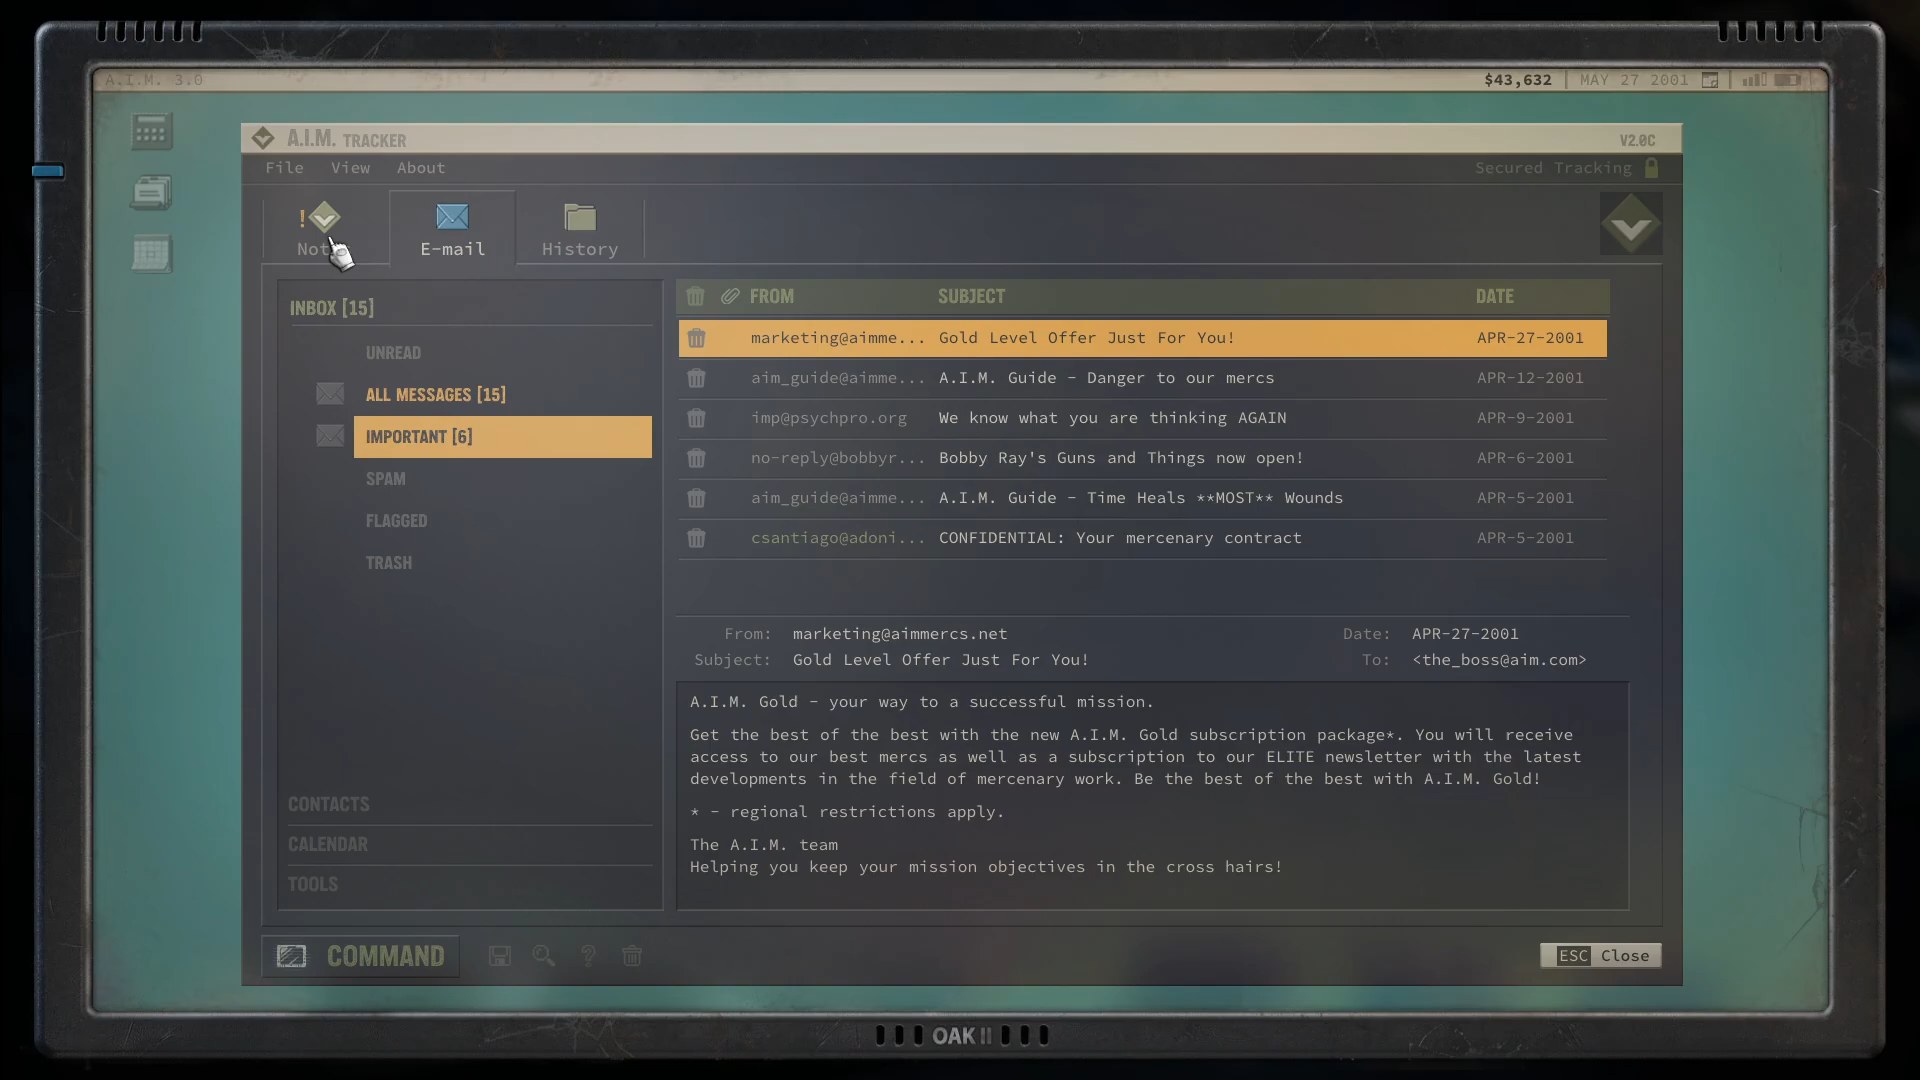 A.I.M. 3.0
$43,632 MAY 27 2001
A.I.M. TRACKER
V2.0C
File View About
Secured Tracking
! E-mail History
INBOX [15]
UNREAD
ALL MESSAGES [15]
IMPORTANT [6]
SPAM
FLAGGED
TRASH
CONTACTS
CALENDAR
TOOLS
FROM SUBJECT DATE
marketing@aimme... Gold Level Offer Just For You! APR-27-2001
aim_guide@aimme... A.I.M. Guide - Danger to our mercs APR-12-2001
imp@psychpro.org We know what you are thinking AGAIN APR-9-2001
no-reply@bobbyr... Bobby Ray's Guns and Things now open! APR-6-2001
aim_guide@aimme... A.I.M. Guide - Time Heals **MOST** Wounds APR-5-2001
csantiago@adoni... CONFIDENTIAL: Your mercenary contract APR-5-2001
From: marketing@aimmercs.net Date: APR-27-2001
Subject: Gold Level Offer Just For You! To: <the_boss@aim.com>
A.I.M. Gold - your way to a successful mission.
Get the best of the best with the new A.I.M. Gold subscription package*. You will receive
access to our best mercs as well as a subscription to our ELITE newsletter with the latest
developments in the field of mercenary work. Be the best of the best with A.I.M. Gold!
* - regional restrictions apply.
The A.I.M. team
Helping you keep your mission objectives in the cross hairs!
COMMAND
ESC Close
OAK II